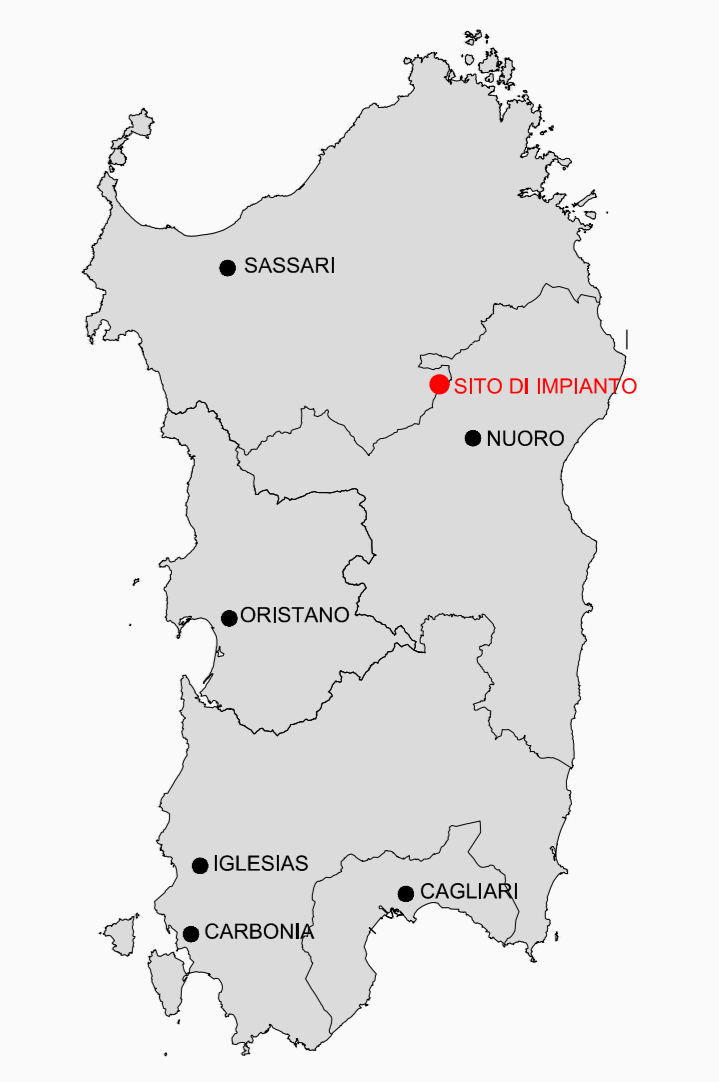 SASSARI
SITO DI IMPIANTO
NUORO
ORISTANO
IGLESIAS
CAGLIARI
CARBONIA